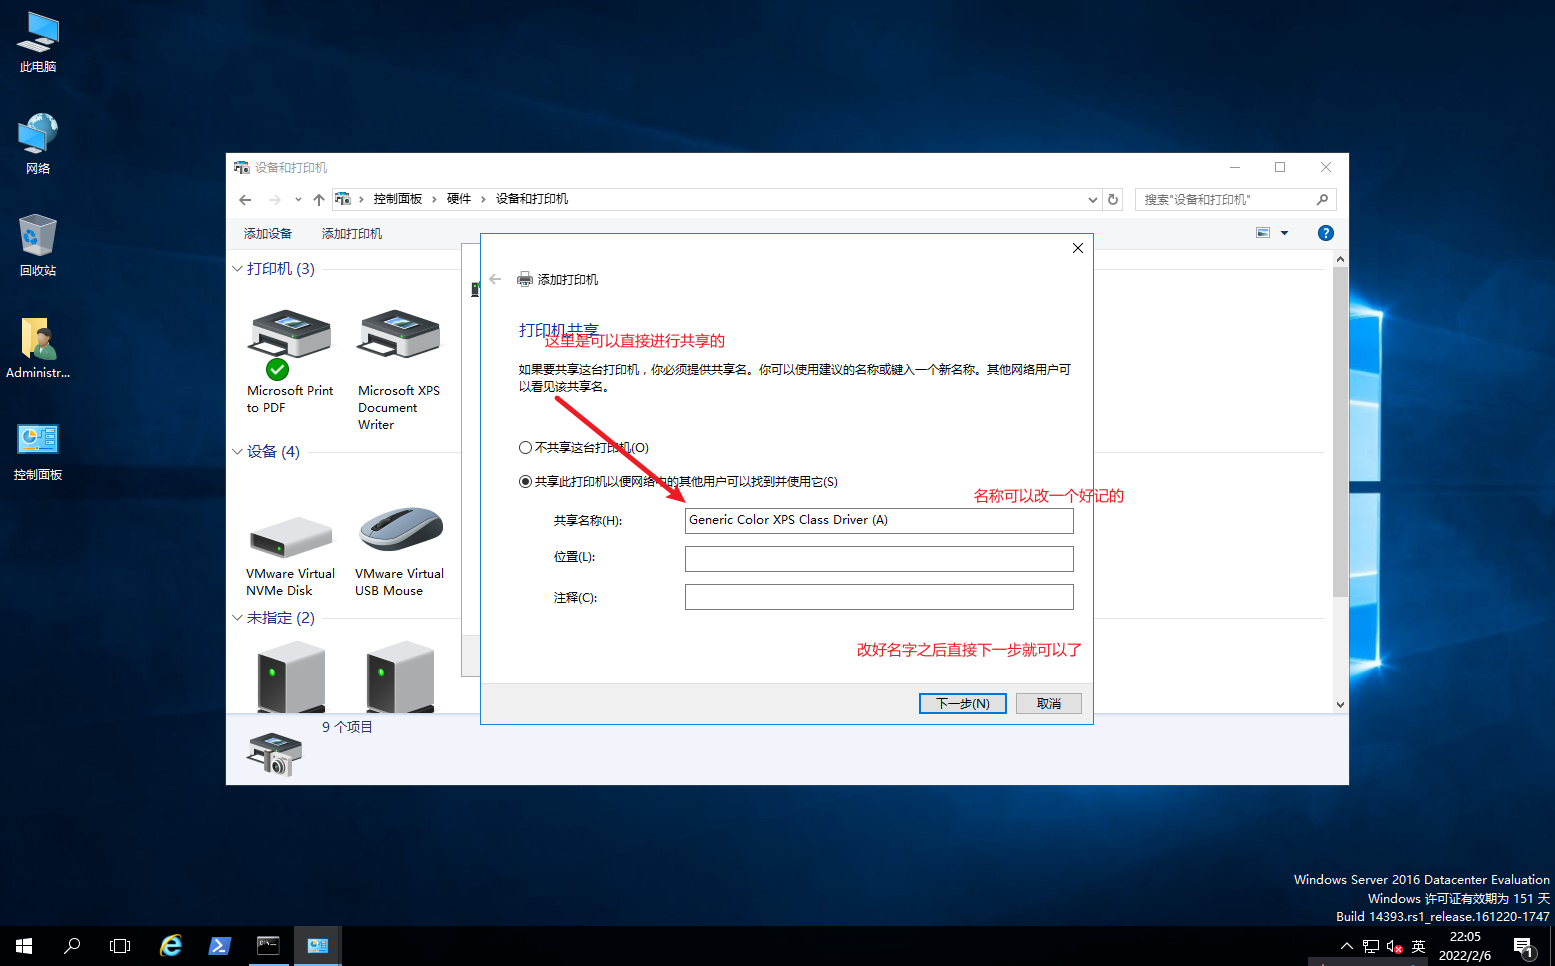 此电脑
网络
回收站
Administr...
控制面板
设备和打印机
控制面板 硬件 设备和打印机
搜索"设备和打印机"
添加设备 添加打印机
打印机 (3)
Microsoft Print
to PDF
Microsoft XPS
Document
Writer
设备 (4)
VMware Virtual
NVMe Disk
VMware Virtual
USB Mouse
未指定 (2)
9 个项目
添加打印机
打印机共享
这里是可以直接进行共享的
如果要共享这台打印机，你必须提供共享名。你可以使用建议的名称或键入一个新名称。其他网络用户可
以看见该共享名。
不共享这台打印机(O)
共享此打印机以便网络中的其他用户可以找到并使用它(S)
名称可以改一个好记的
共享名称(H):
Generic Color XPS Class Driver (A)
位置(L):
注释(C):
改好名字之后直接下一步就可以了
下一步(N)
取消
Windows Server 2016 Datacenter Evaluation
Windows 许可证有效期为 151 天
Build 14393.rs1_release.161220-1747
英
22:05
2022/2/6
1